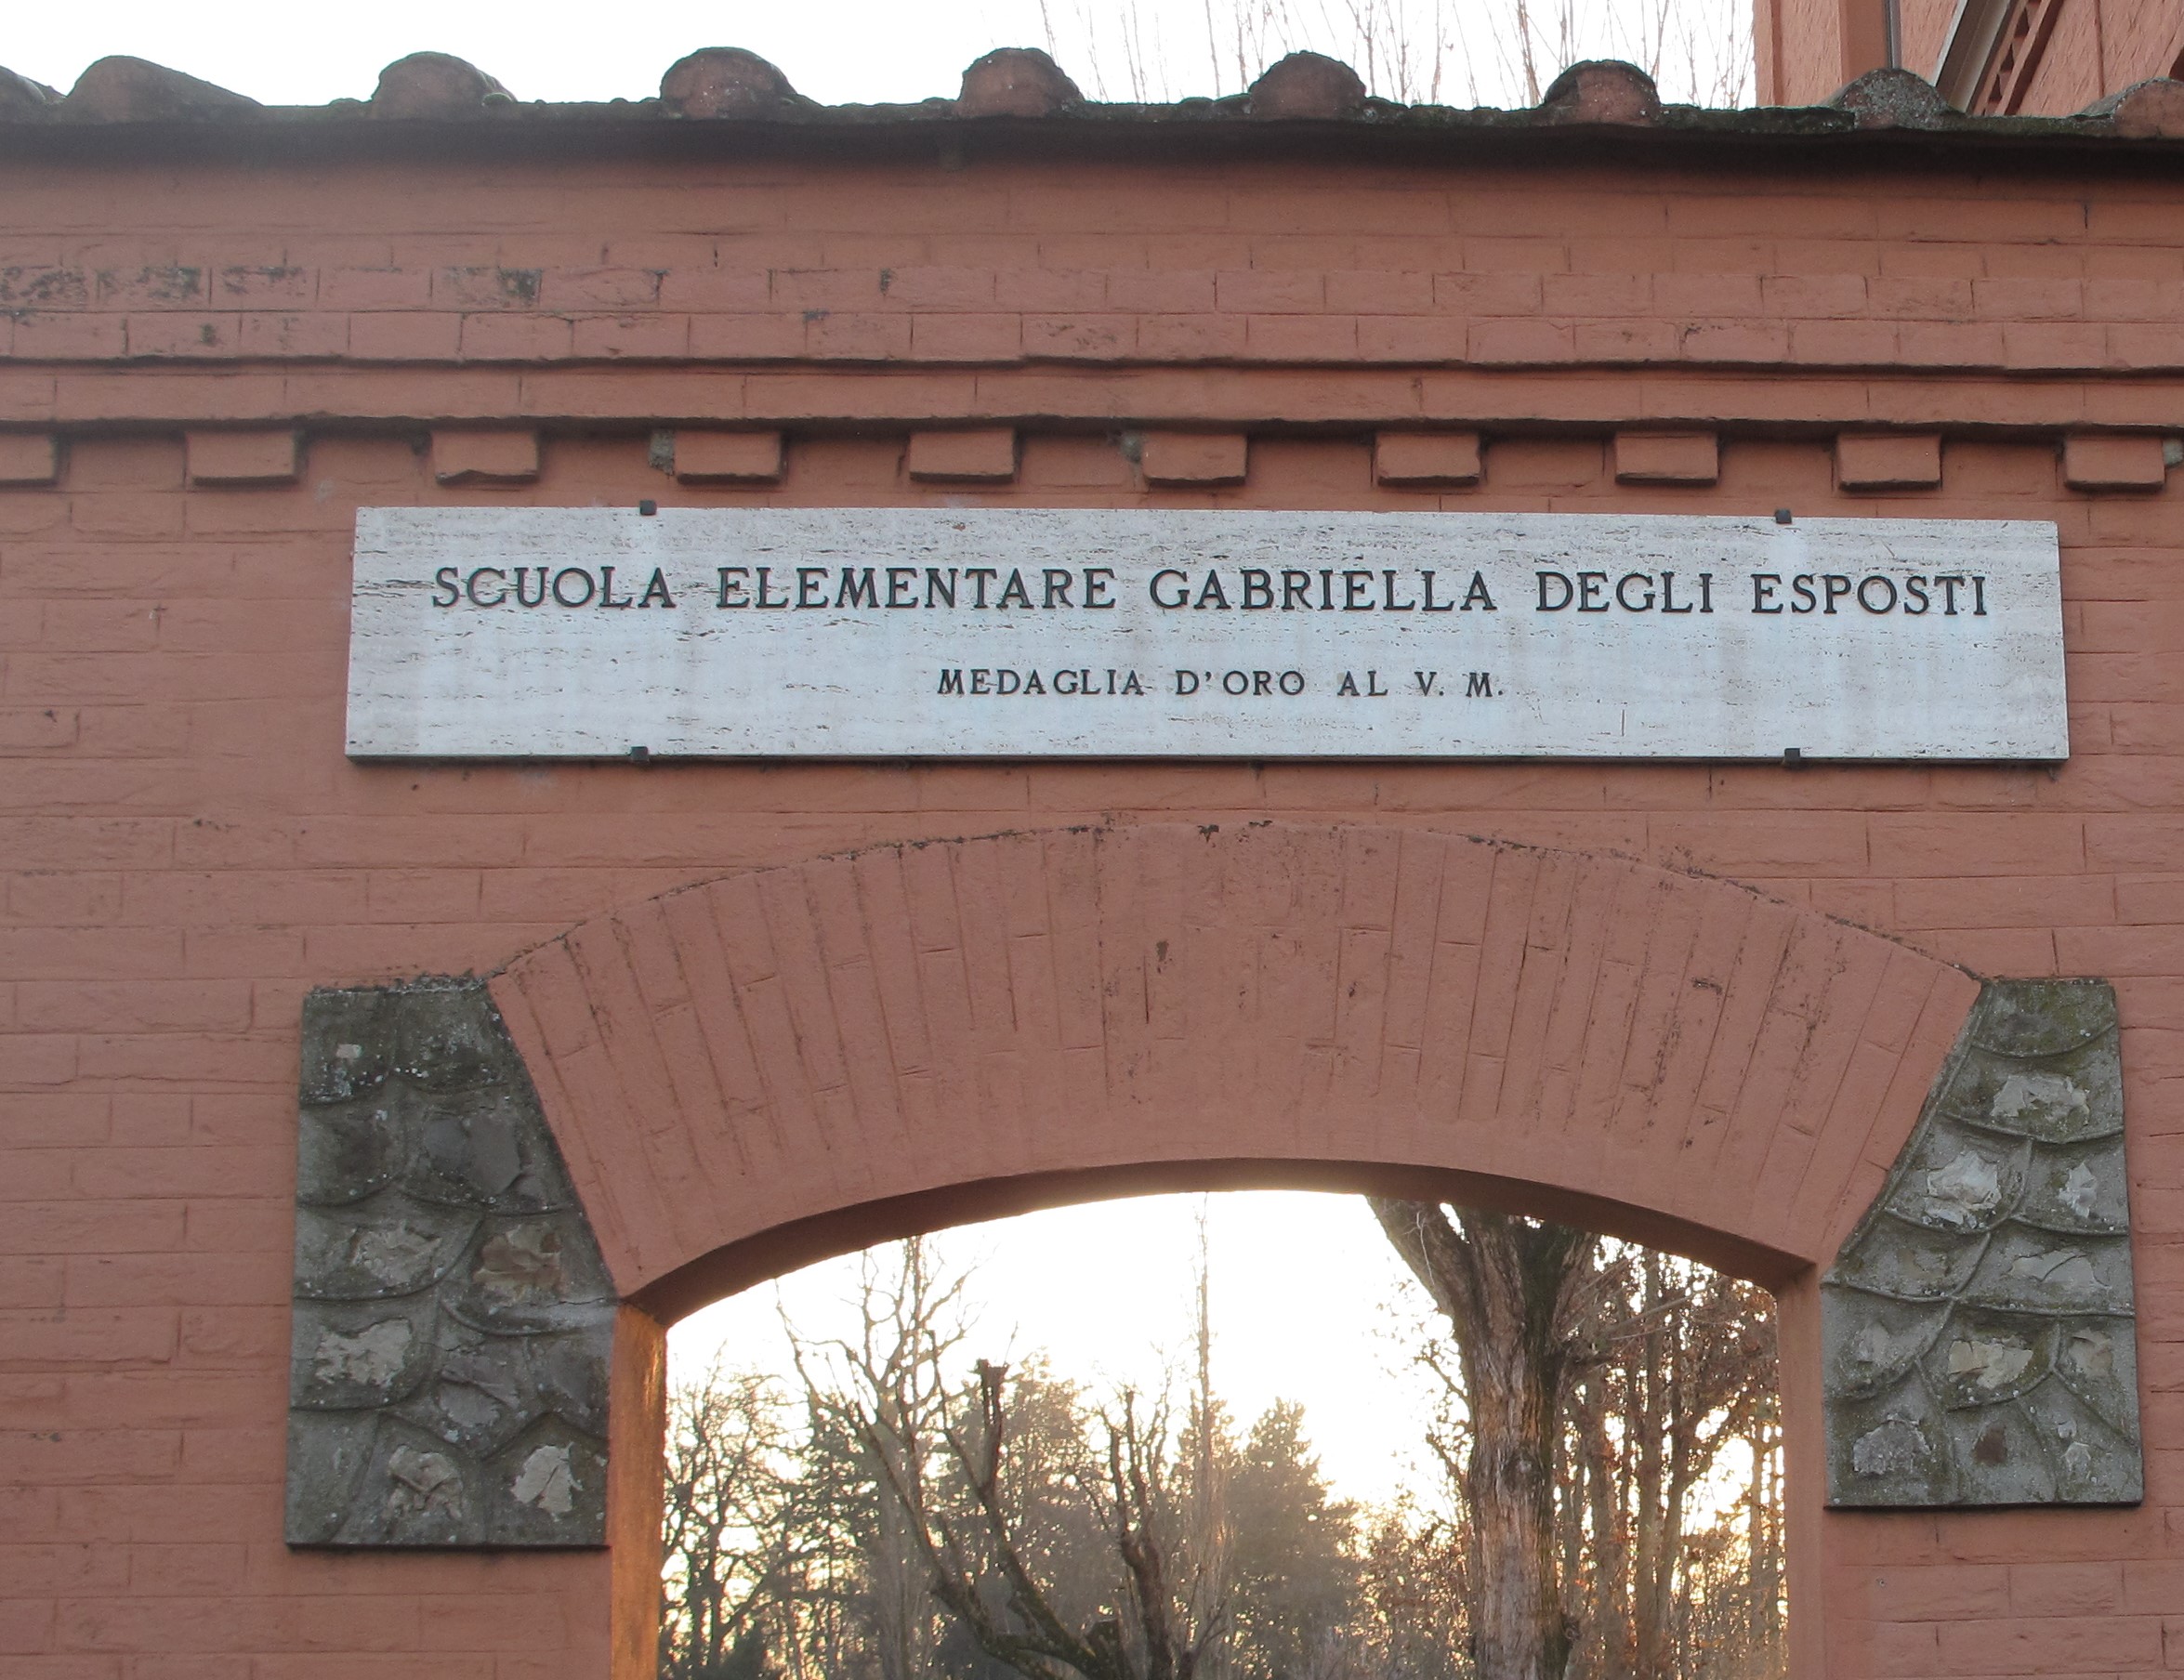 SCUOLA ELEMENTARE GABRIELLA DEGLI ESPOSTI
MEDAGLIA D'ORO AL V. M.